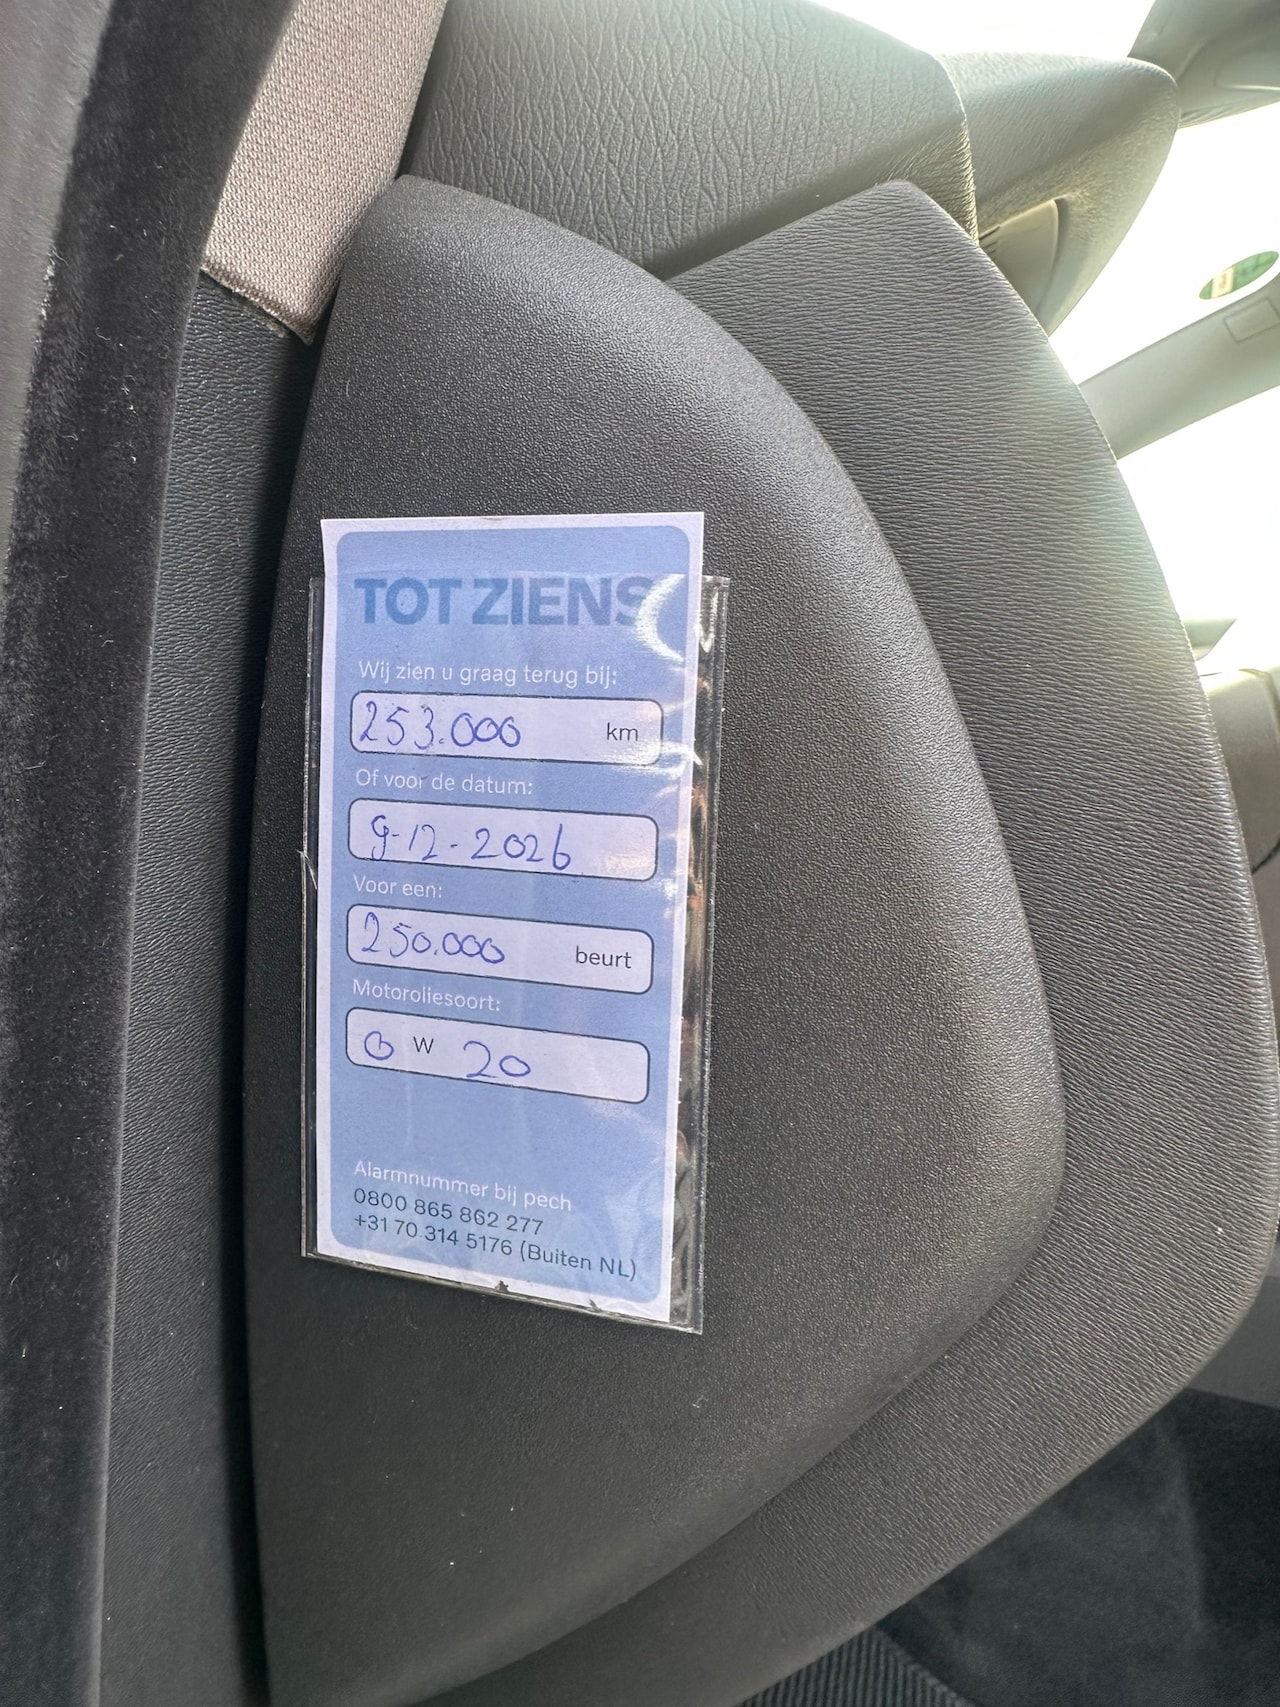 TOT ZIENS
Wij zien u graag terug bij:
253.000 km
Of voor de datum:
9-12-2026
Voor een:
250.000 beurt
Motoroliesoort:
0 W 20
Alarmnummer bij pech
0800 865 862 277
+31 70 314 5176 (Buiten NL)